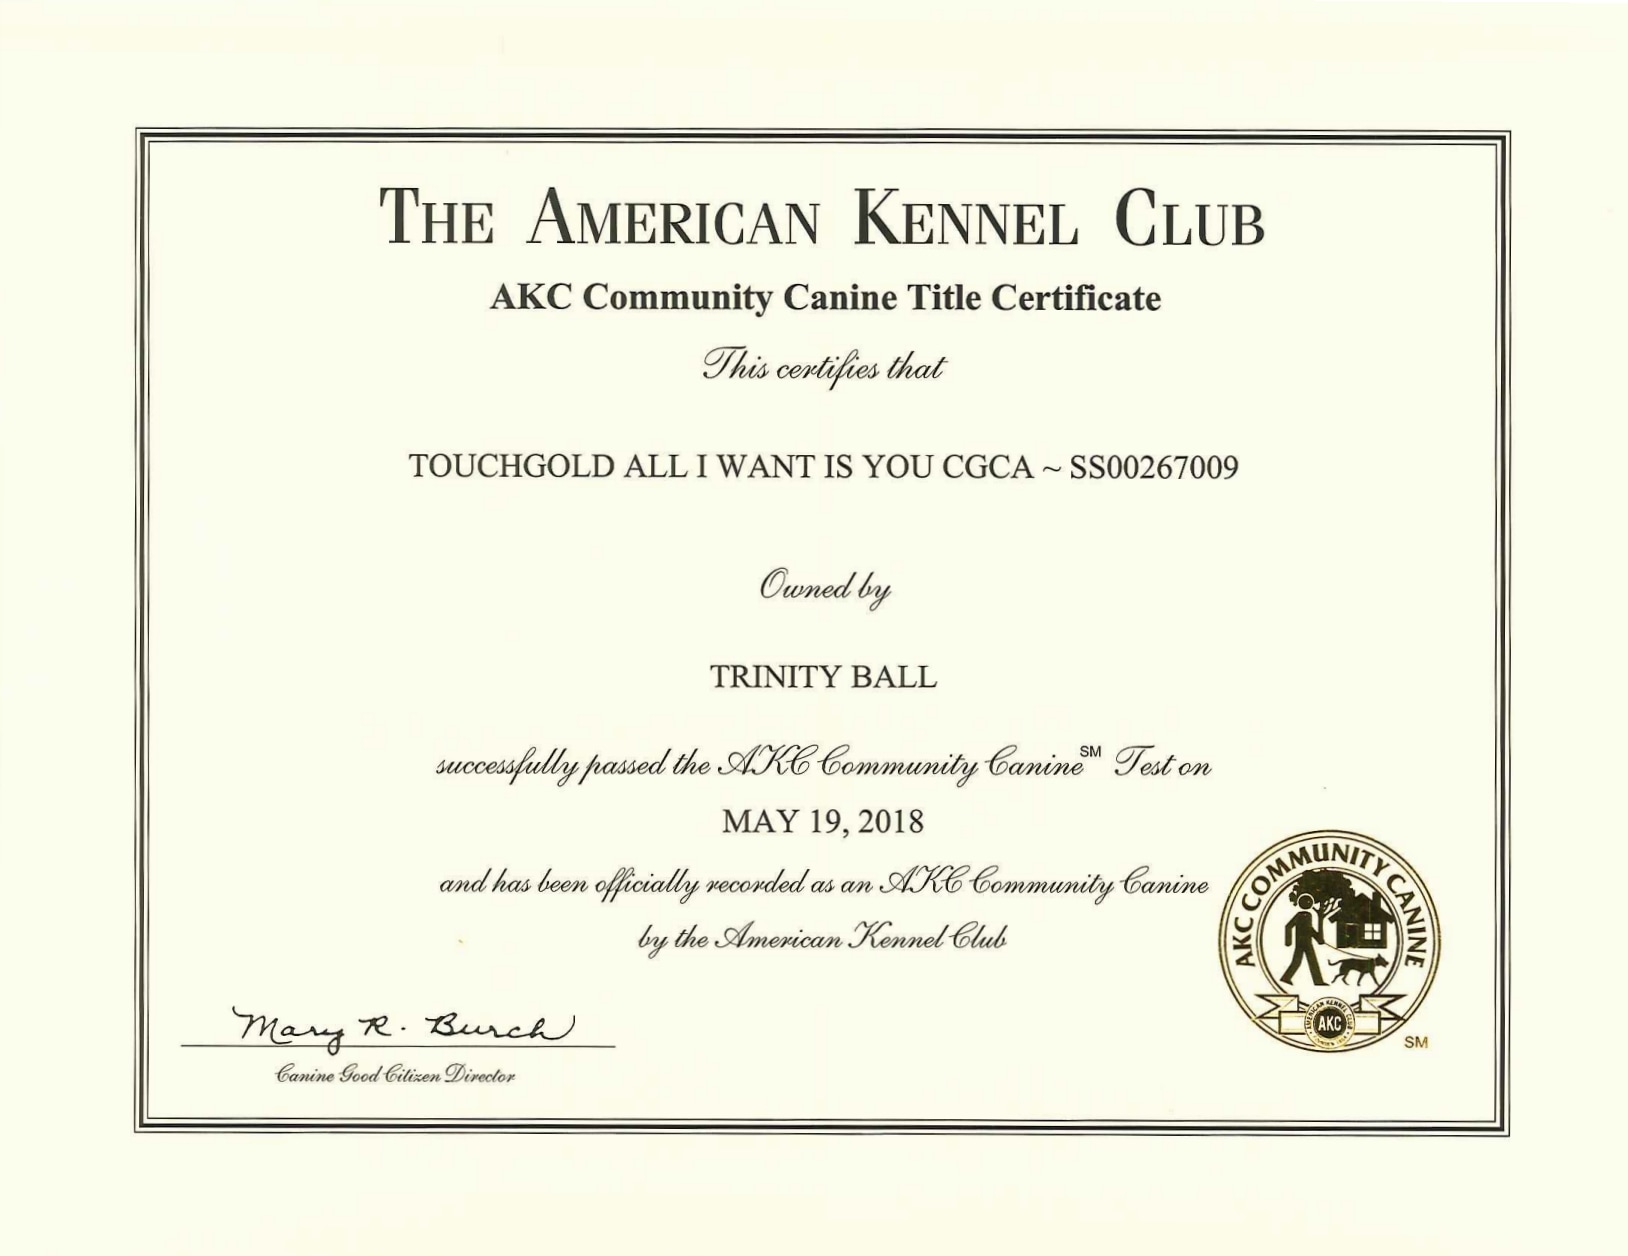 THE AMERICAN KENNEL CLUB
AKC Community Canine Title Certificate
This certifies that
TOUCHGOLD ALL I WANT IS YOU CGCA ~ SS00267009
Owned by
TRINITY BALL
successfully passed the AKC Community Canine℠ Test on
MAY 19, 2018
and has been officially recorded as an AKC Community Canine
by the American Kennel Club
Mary R. Burch
Canine Good Citizen Director
AKC COMMUNITY CANINE
AMERICAN KENNEL CLUB
AKC
SM